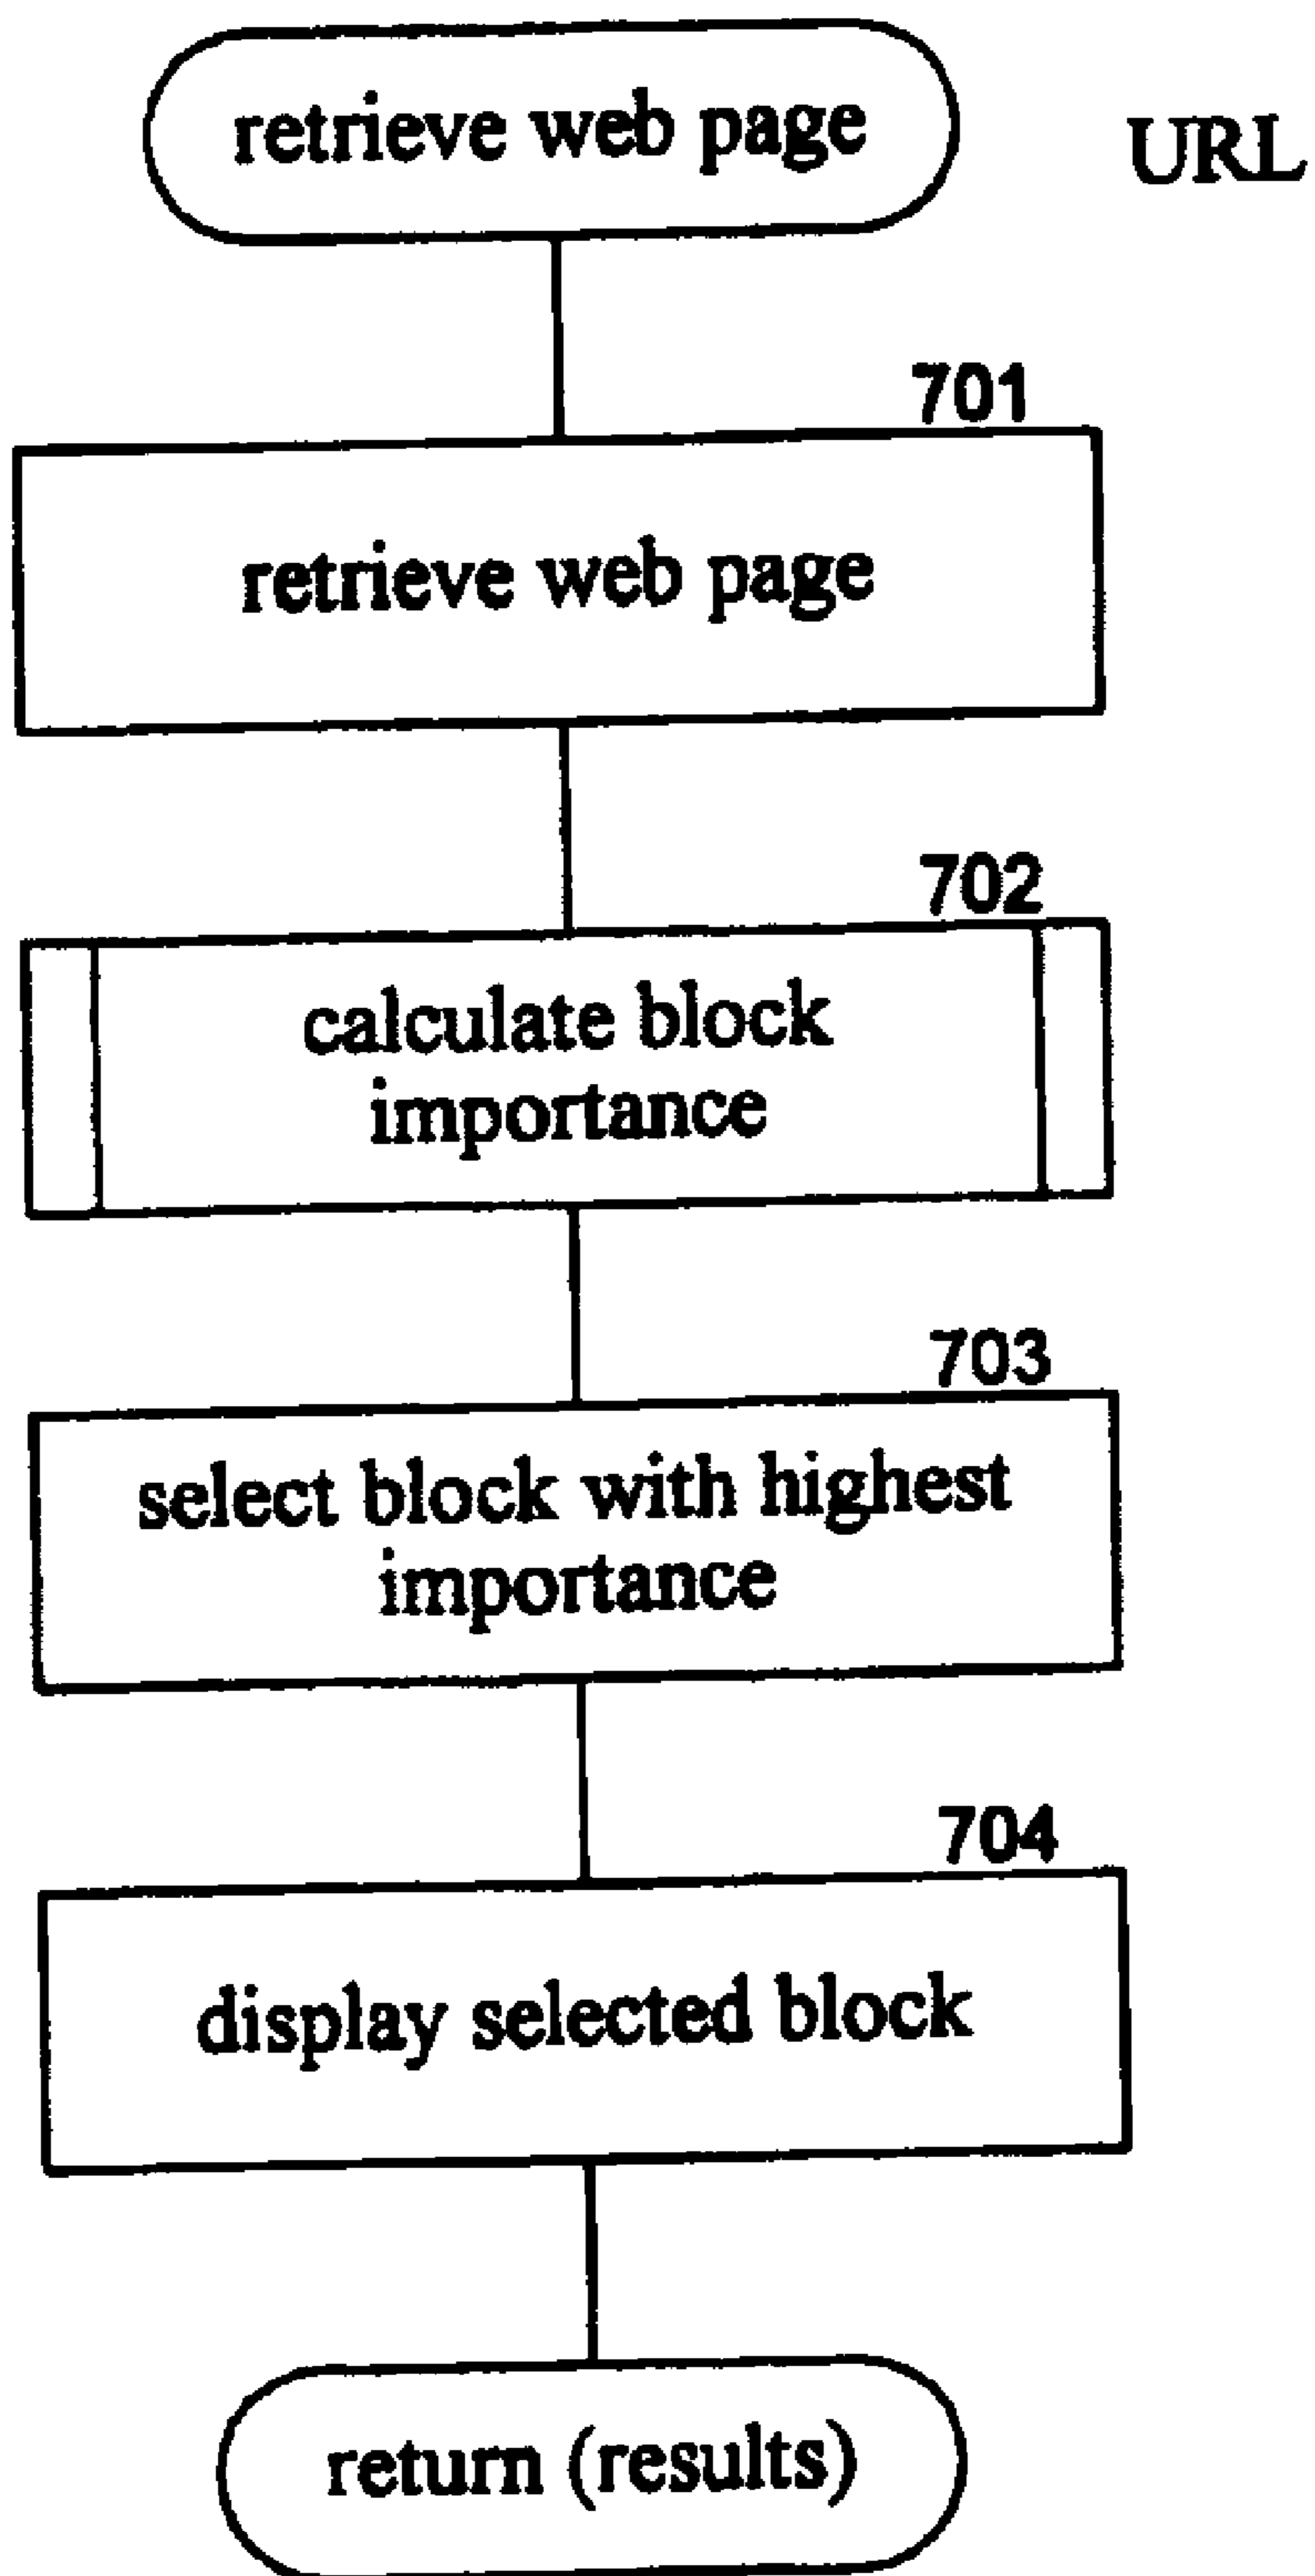 retrieve web page
URL
701
retrieve web page
702
calculate block
importance
703
select block with highest
importance
704
display selected block
return (results)